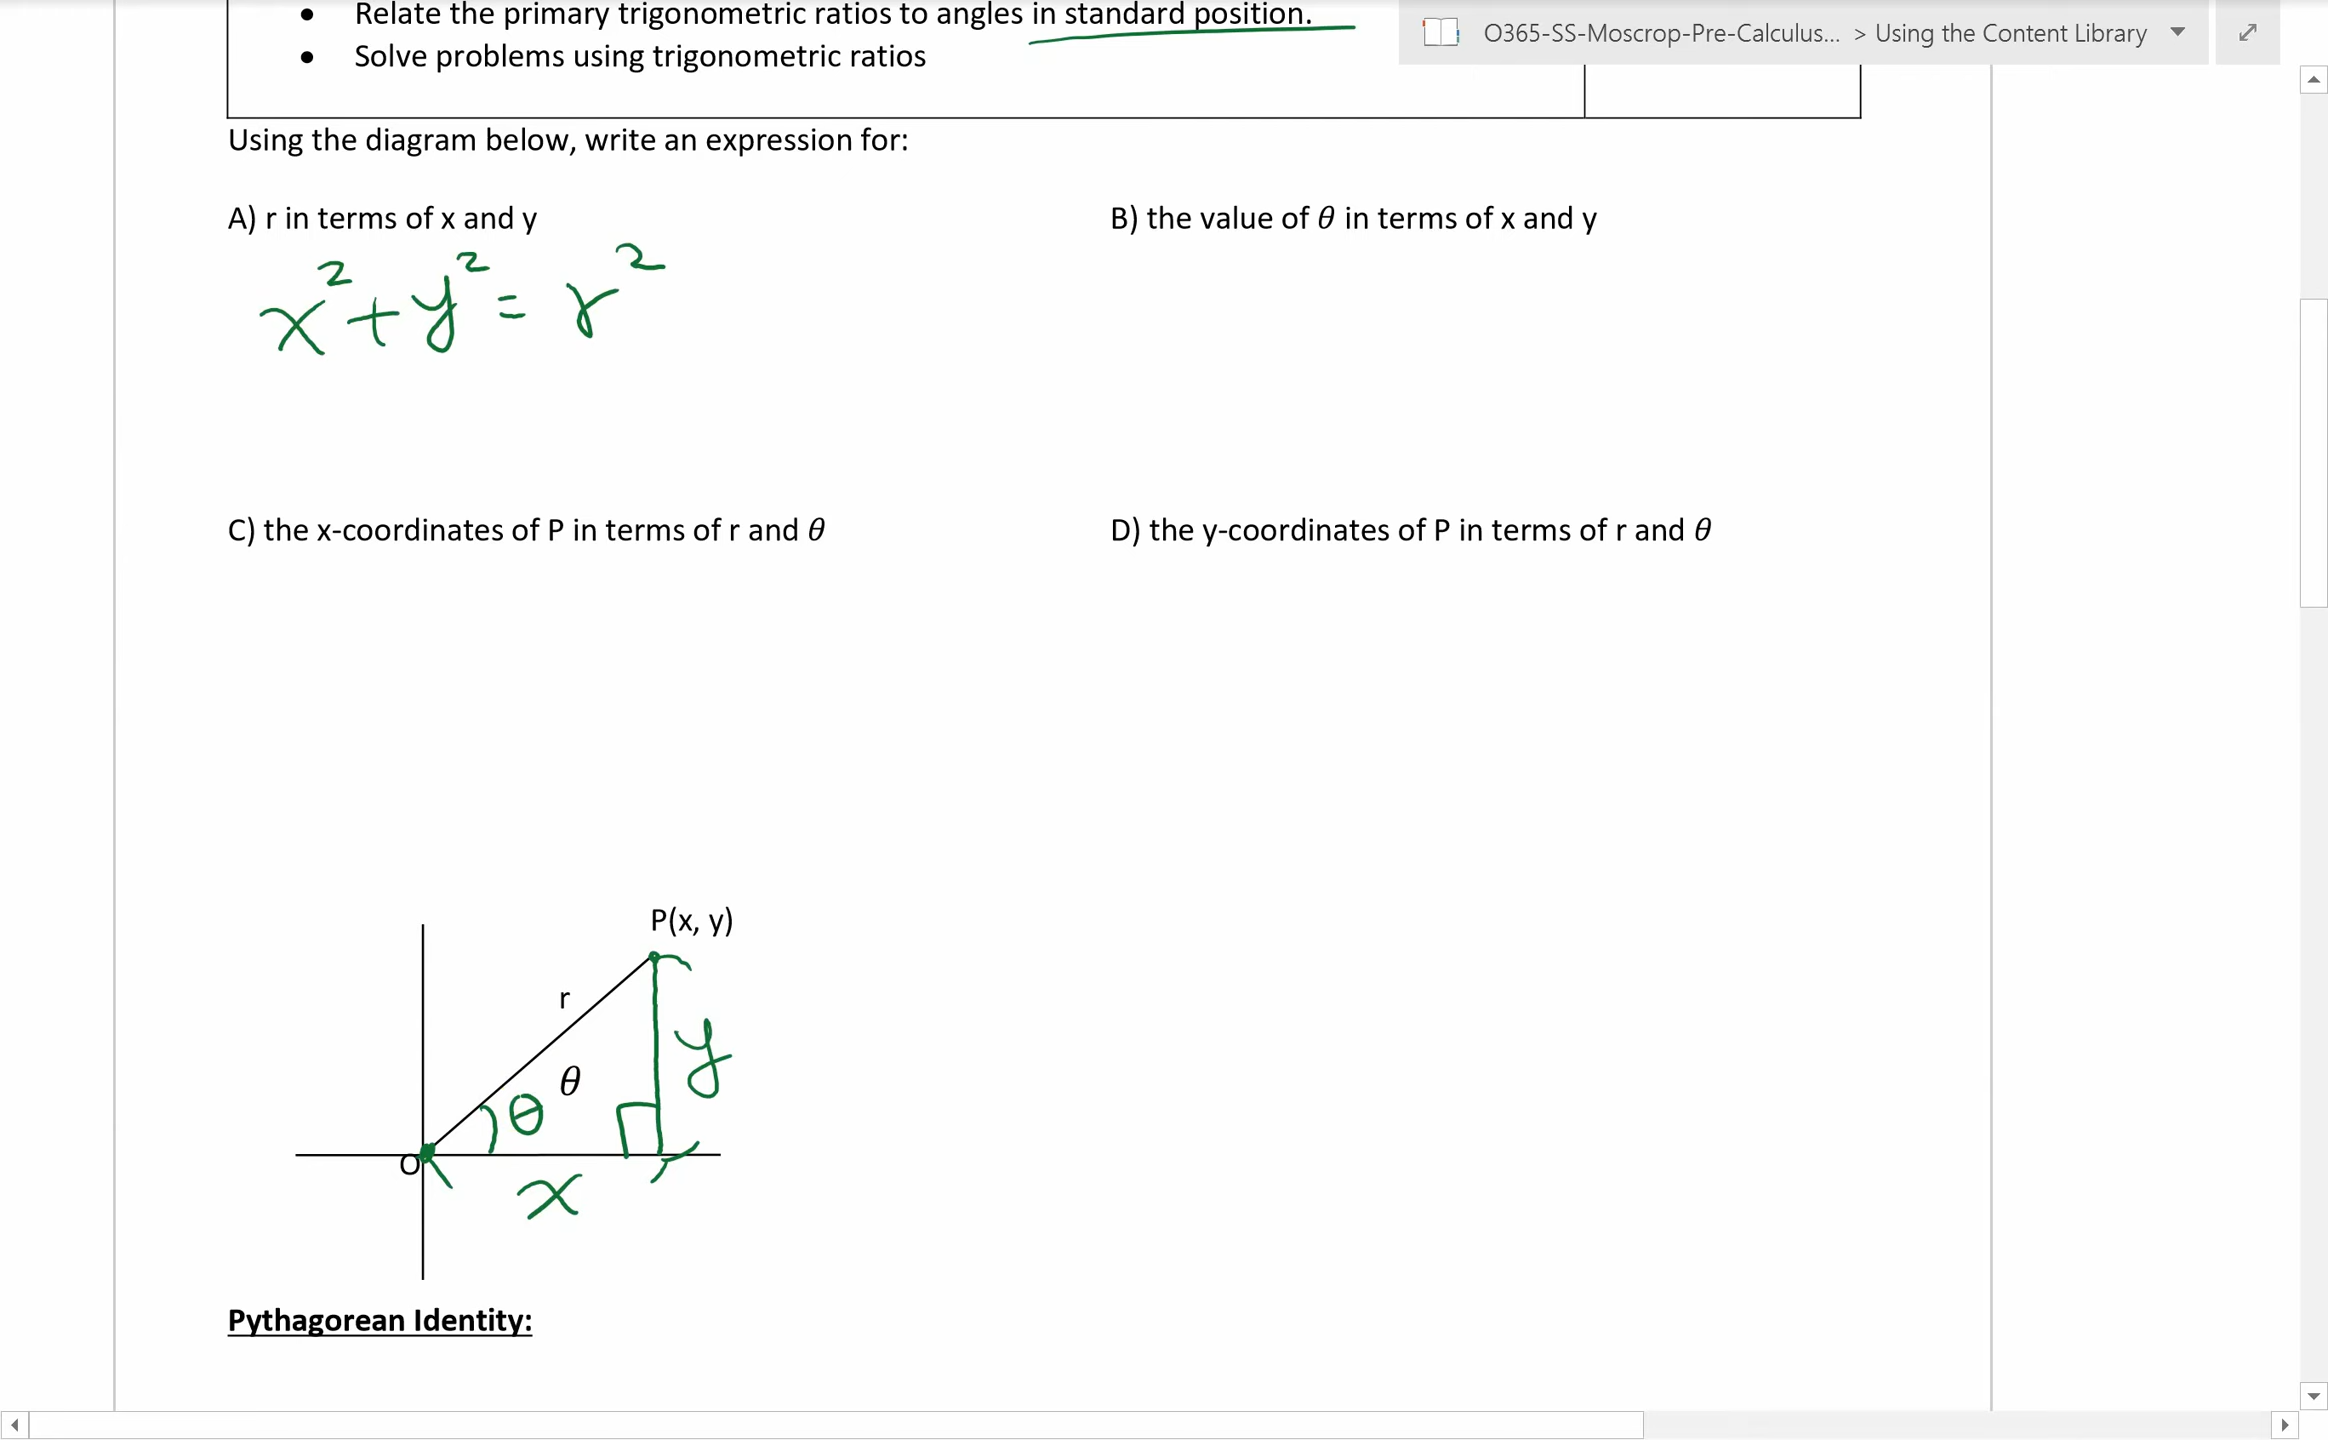 Relate the primary trigonometric ratios to angles in standard position.
O365-SS-Moscrop-Pre-Calculus... > Using the Content Library
Solve problems using trigonometric ratios
Using the diagram below, write an expression for:
A) r in terms of x and y
B) the value of θ in terms of x and y
x² + y² = r²
C) the x-coordinates of P in terms of r and θ
D) the y-coordinates of P in terms of r and θ
P(x, y)
r
y
θ
θ
O
x
Pythagorean Identity: